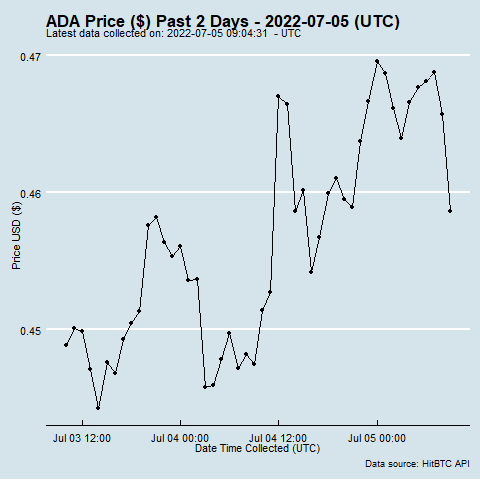 ADA Price ($) Past 2 Days - 2022-07-05 (UTC)
Latest data collected on: 2022-07-05 09:04:31  - UTC
0.47
0.46
0.45
Price USD ($)
Jul 03 12:00
Jul 04 00:00
Jul 04 12:00
Jul 05 00:00
Date Time Collected (UTC)
Data source: HitBTC API